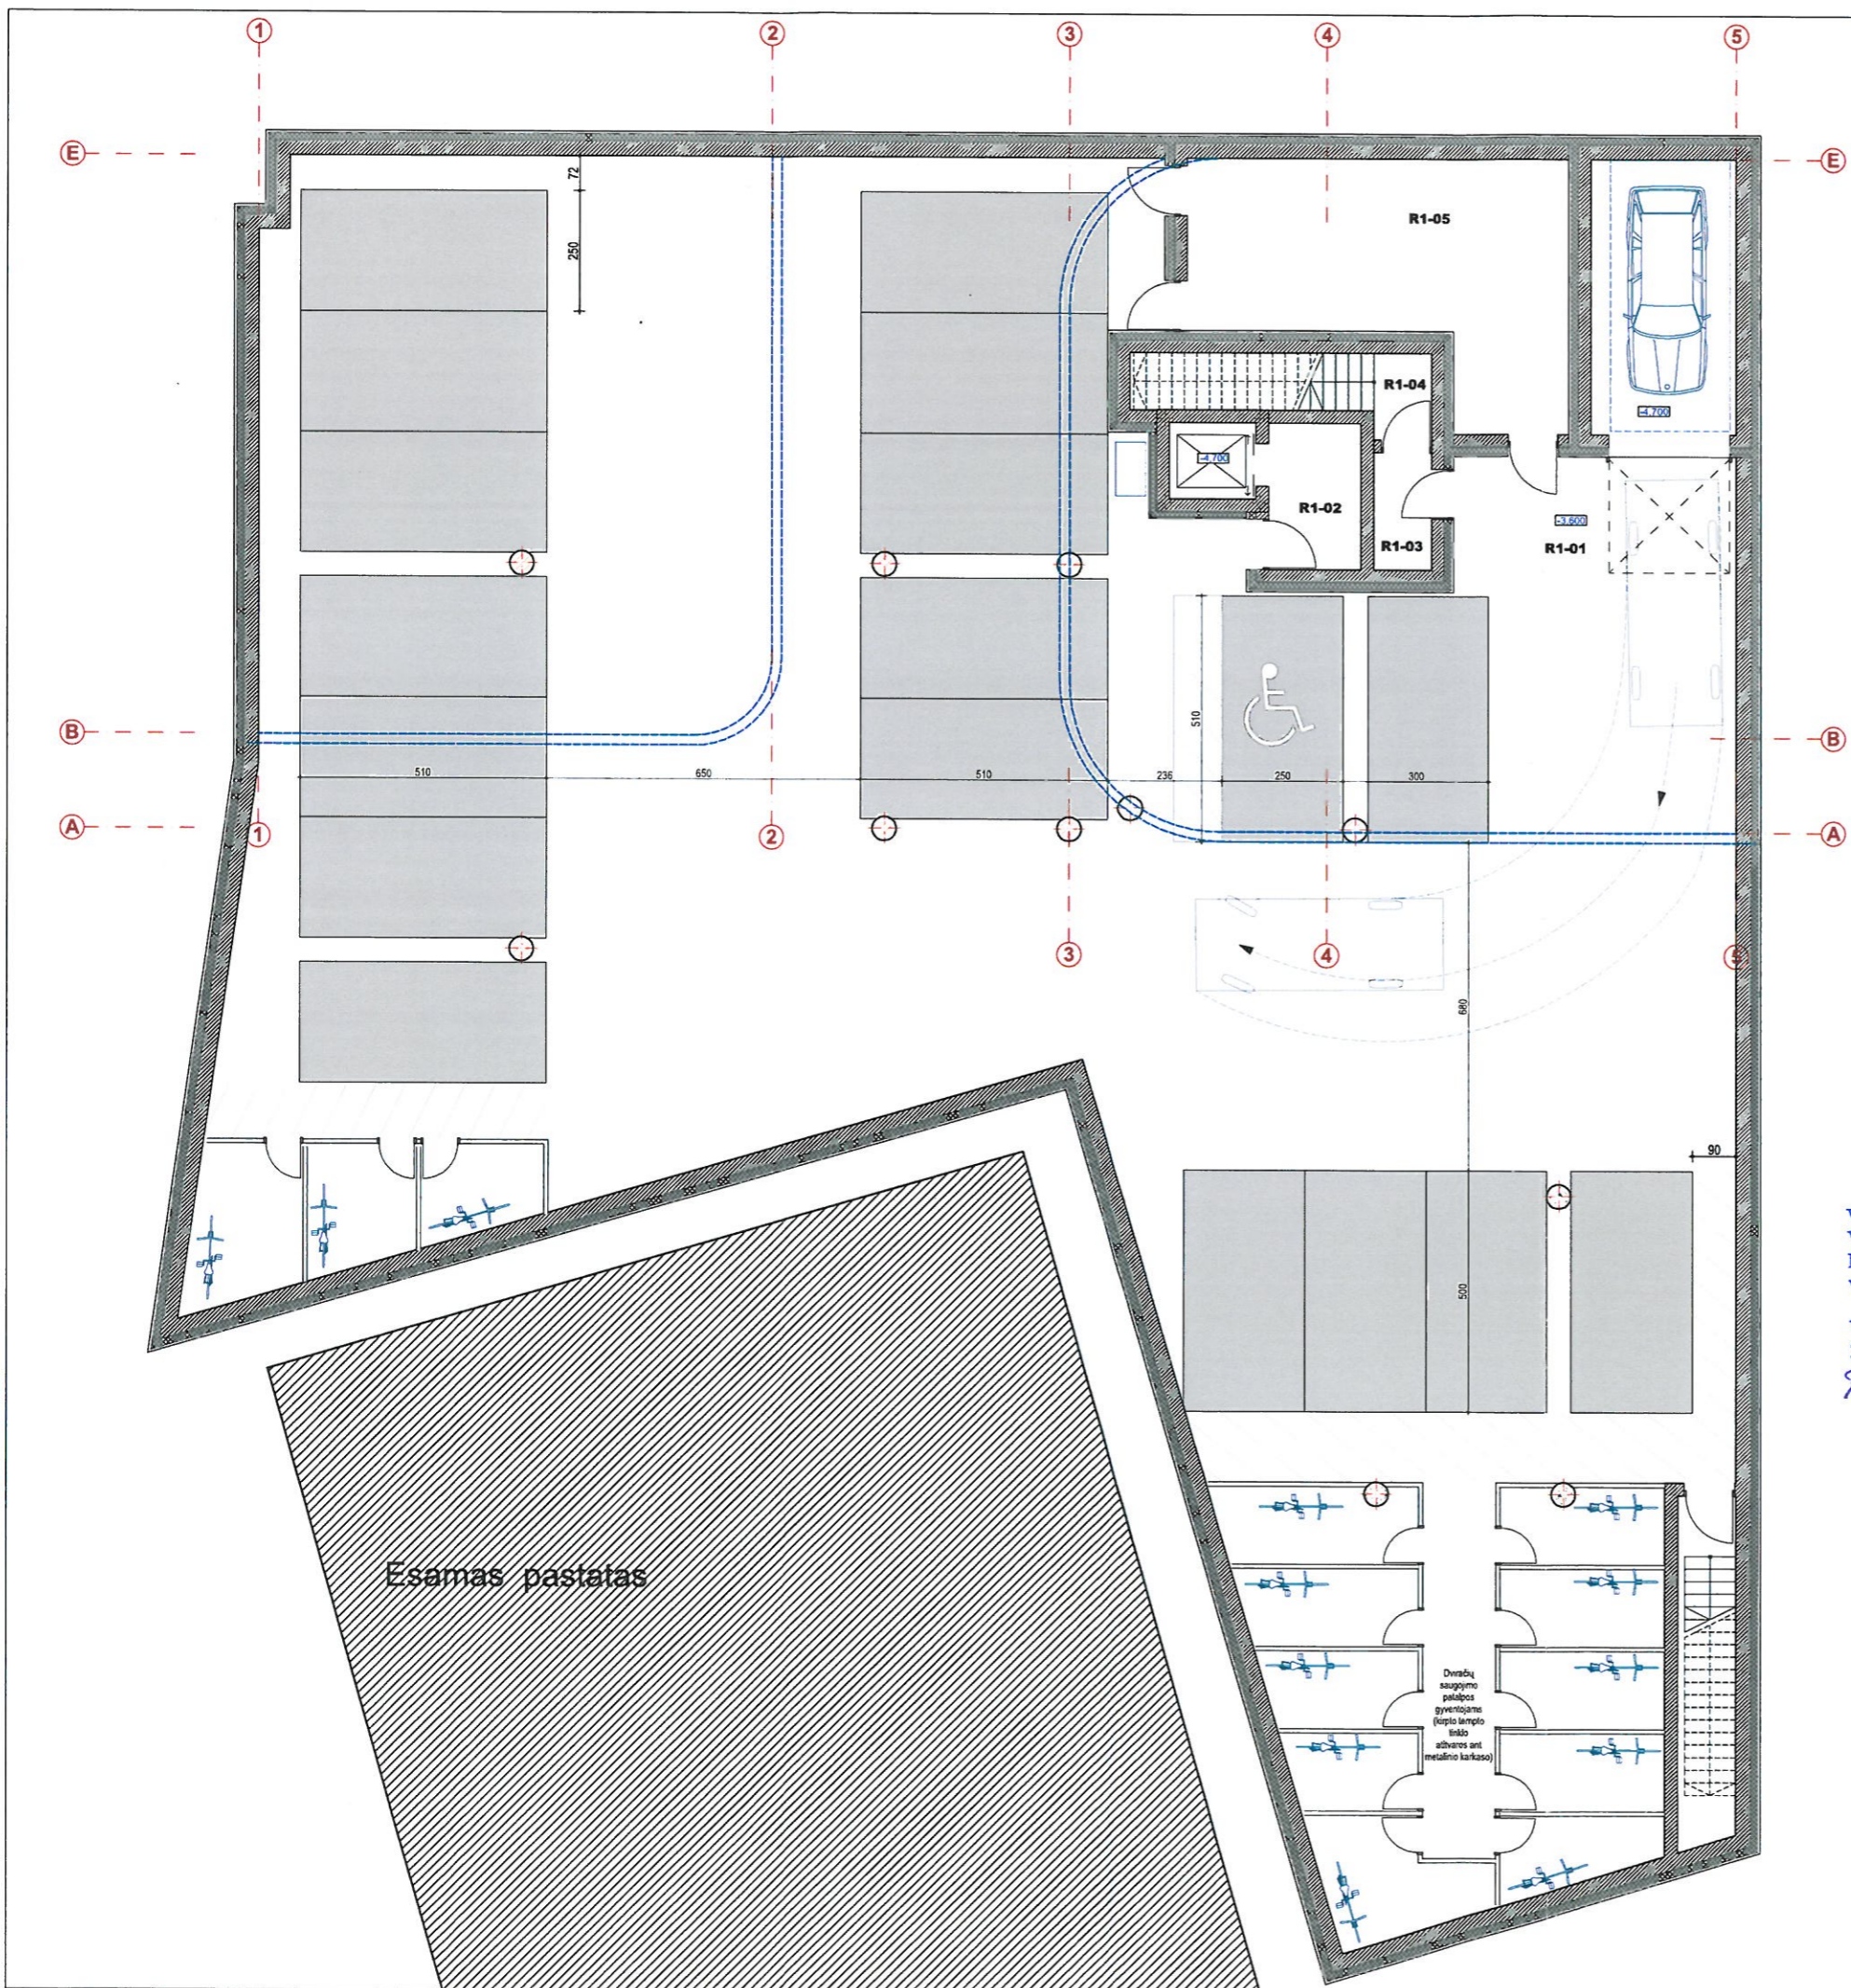 1
2
3
4
5
E
E
72
250
R1-05
R1-04
-4.700
-4.700
R1-02
-3.600
R1-03
R1-01
510
B
B
510
650
510
236
250
300
A
1
2
A
3
4
5
680
90
500
Esamas pastatas
Dviračių
saugojimo
patalpos
gyventojams
(kirpto tempto
tinklo
atitvaros ant
metalinio karkaso)